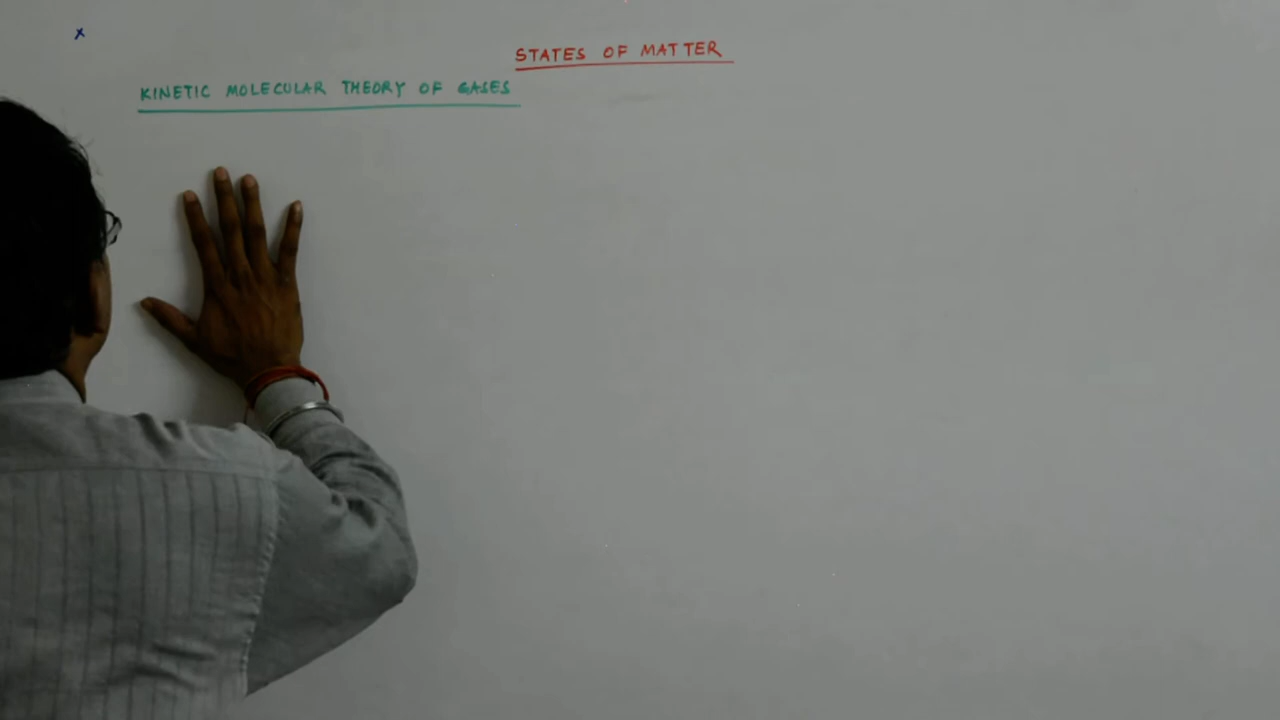 x
STATES OF MATTER
KINETIC MOLECULAR THEORY OF GASES